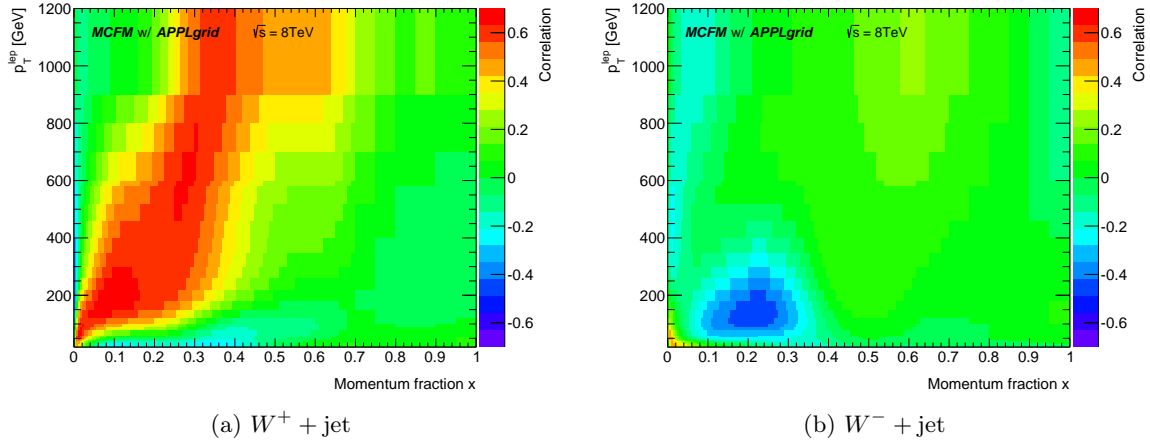 MCFM w/ APPLgrid √s = 8TeV
p_T^lep [GeV]
1200
1000
800
600
400
200
0 0.1 0.2 0.3 0.4 0.5 0.6 0.7 0.8 0.9 1
Momentum fraction x
Correlation
0.6
0.4
0.2
0
-0.2
-0.4
-0.6
(a) W⁺ + jet
MCFM w/ APPLgrid √s = 8TeV
p_T^lep [GeV]
1200
1000
800
600
400
200
0 0.1 0.2 0.3 0.4 0.5 0.6 0.7 0.8 0.9 1
Momentum fraction x
Correlation
0.6
0.4
0.2
0
-0.2
-0.4
-0.6
(b) W⁻ + jet